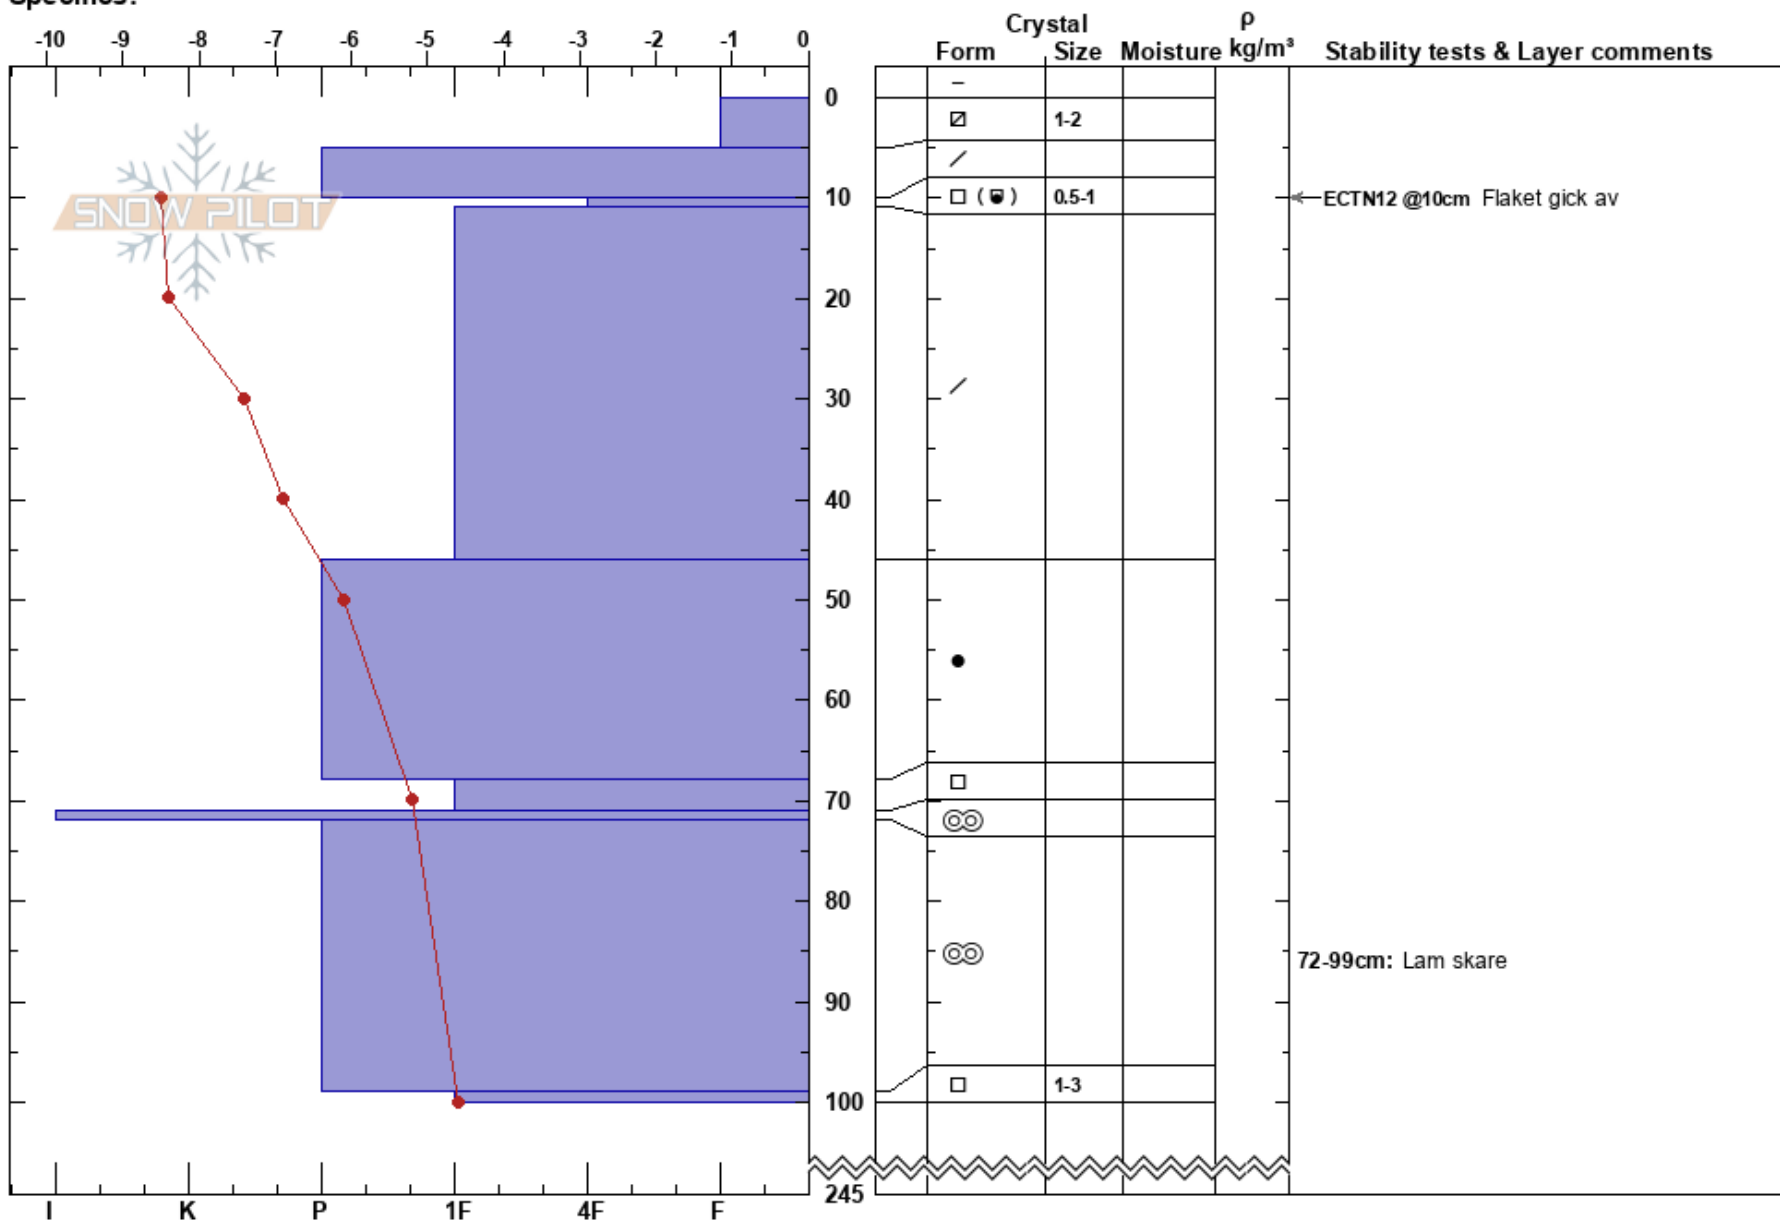 Specifics:
Crystal ρ
-10 -9 -8 -7 -6 -5 -4 -3 -2 -1 0 Form Size Moisture kg/m³ Stability tests & Layer comments
0
1-2
10 0.5-1 ECTN12 @10cm Flaket gick av
SNOW PILOT
20
30
40
50
60
70
80
90
72-99cm: Lam skare
1-3
100
245
I K P 1F 4F F